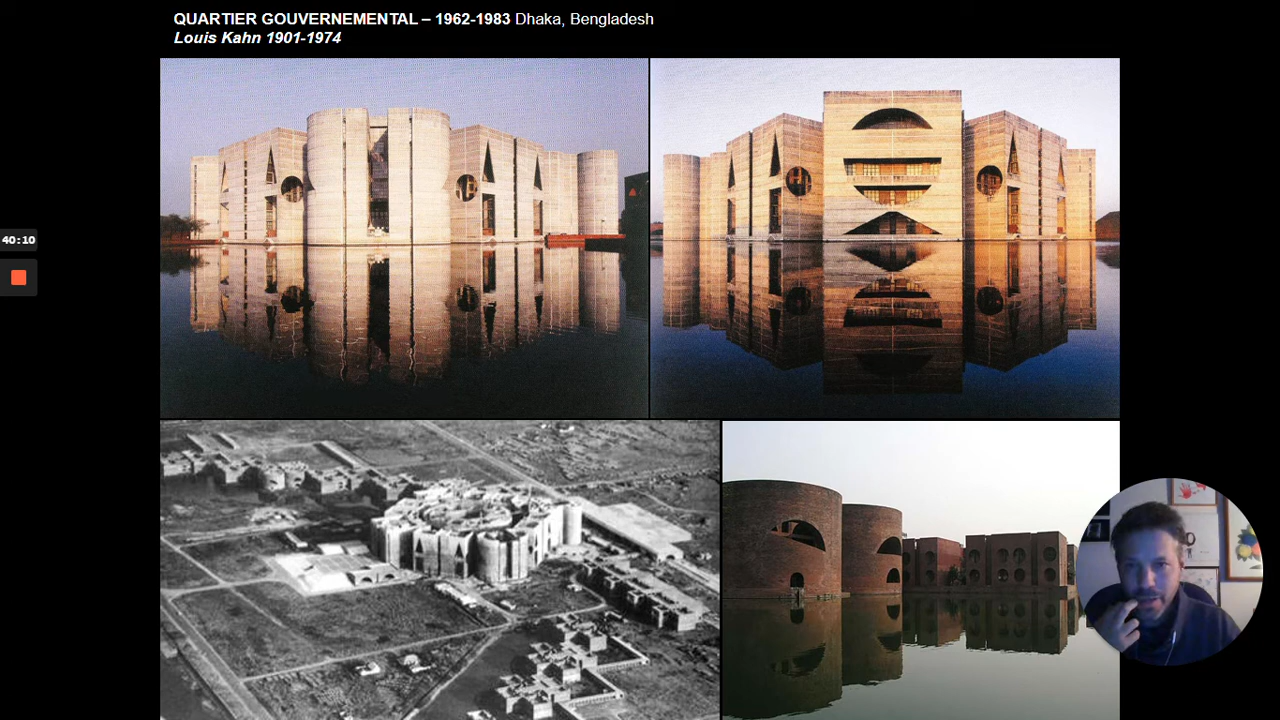 QUARTIER GOUVERNEMENTAL – 1962-1983 Dhaka, Bengladesh
Louis Kahn 1901-1974
40:10